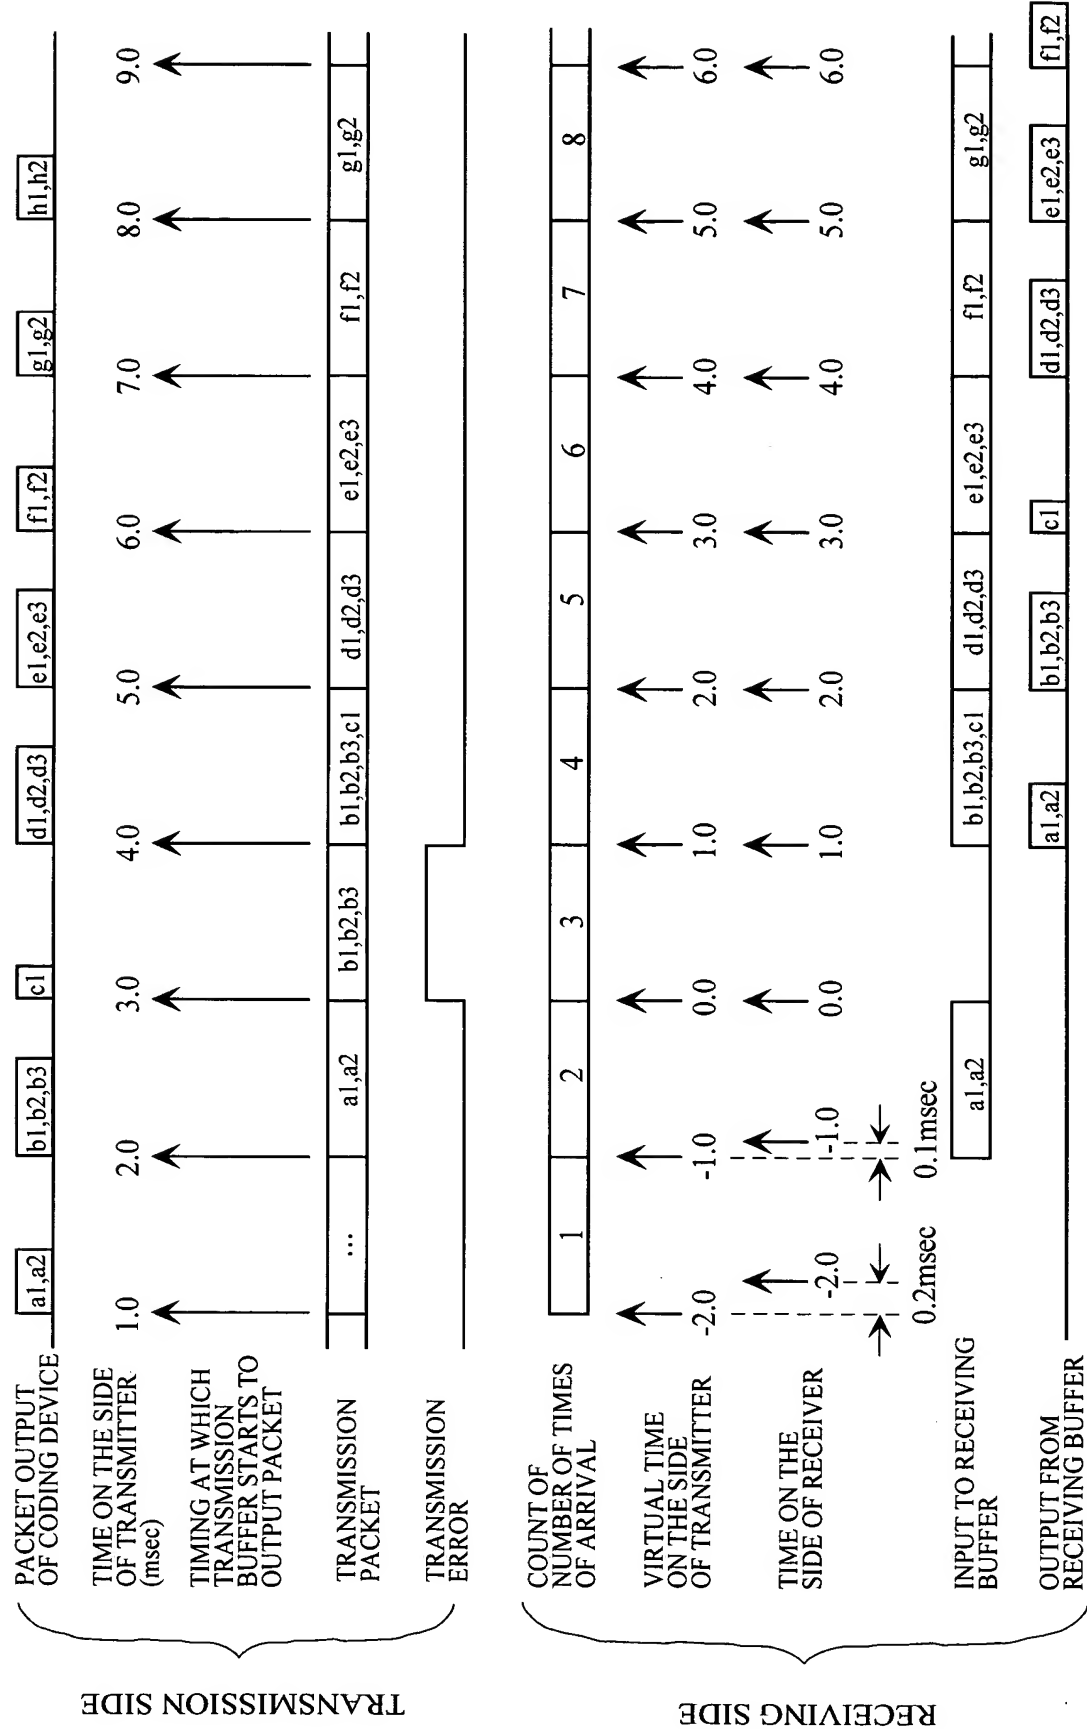 TRANSMISSION SIDE
PACKET OUTPUT
OF CODING DEVICE
a1,a2
b1,b2,b3
c1
d1,d2,d3
e1,e2,e3
f1,f2
g1,g2
h1,h2
TIME ON THE SIDE
OF TRANSMITTER
(msec)
1.0
2.0
3.0
4.0
5.0
6.0
7.0
8.0
9.0
TIMING AT WHICH
TRANSMISSION
BUFFER STARTS TO
OUTPUT PACKET
TRANSMISSION
PACKET
...
a1,a2
b1,b2,b3
b1,b2,b3,c1
d1,d2,d3
e1,e2,e3
f1,f2
g1,g2
TRANSMISSION
ERROR
RECEIVING SIDE
COUNT OF
NUMBER OF TIMES
OF ARRIVAL
1
2
3
4
5
6
7
8
VIRTUAL TIME
ON THE SIDE
OF TRANSMITTER
-2.0
-1.0
0.0
1.0
2.0
3.0
4.0
5.0
6.0
TIME ON THE
SIDE OF RECEIVER
-2.0
-1.0
0.0
1.0
2.0
3.0
4.0
5.0
6.0
0.2msec
0.1msec
INPUT TO RECEIVING
BUFFER
a1,a2
b1,b2,b3,c1
d1,d2,d3
e1,e2,e3
f1,f2
g1,g2
OUTPUT FROM
RECEIVING BUFFER
a1,a2
b1,b2,b3
c1
d1,d2,d3
e1,e2,e3
f1,f2